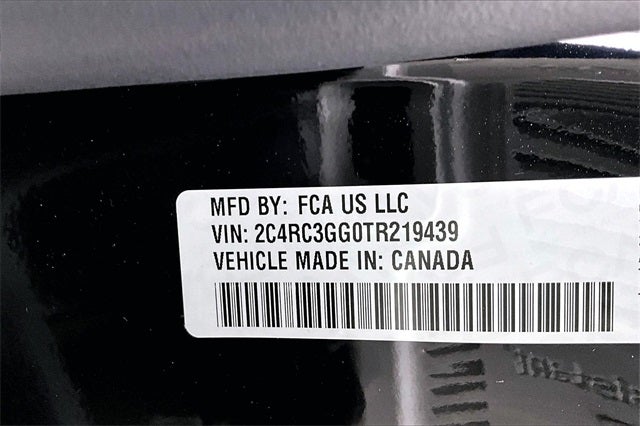 MFD BY: FCA US LLC
VIN: 2C4RC3GG0TR219439
VEHICLE MADE IN: CANADA